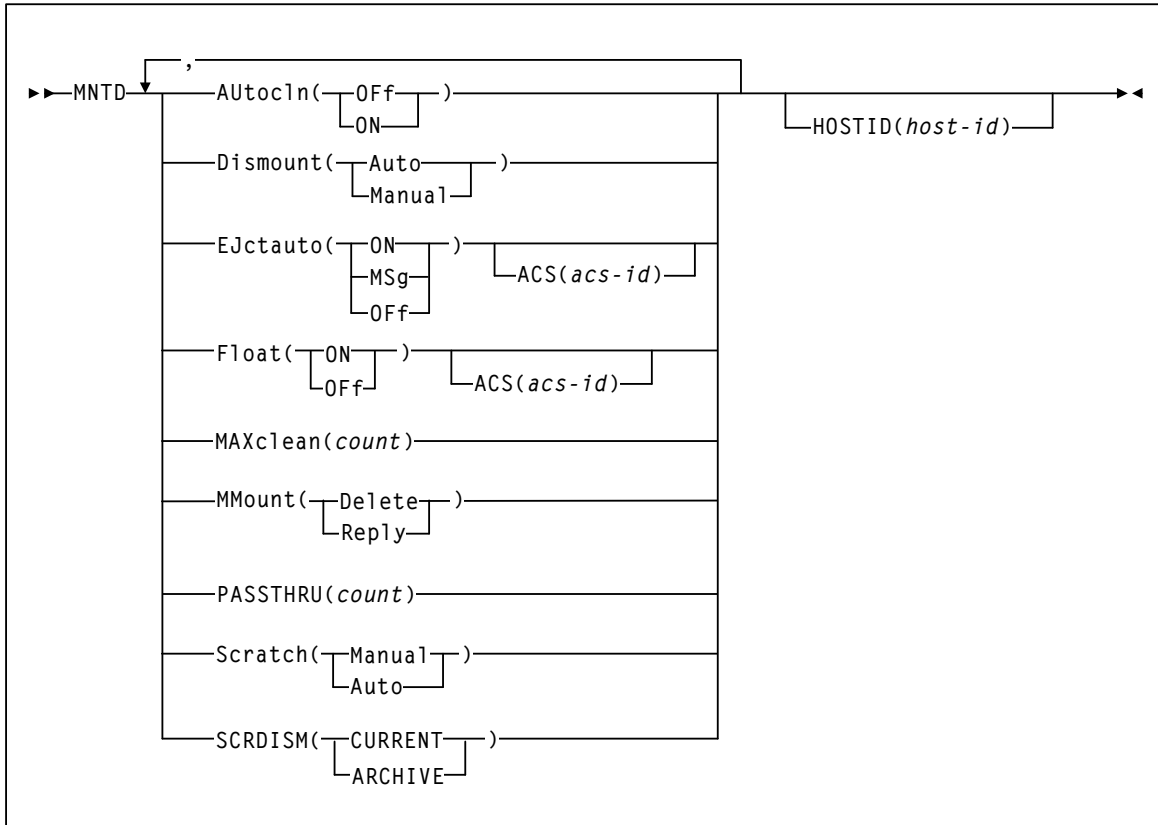 ,
MNTD AUtocln( OFf )
ON
HOSTID(host-id)
Dismount( Auto )
Manual
EJctauto( ON )
MSg
ACS(acs-id)
OFf
Float( ON )
OFf
ACS(acs-id)
MAXclean(count)
MMount( Delete )
Reply
PASSTHRU(count)
Scratch( Manual )
Auto
SCRDISM( CURRENT )
ARCHIVE